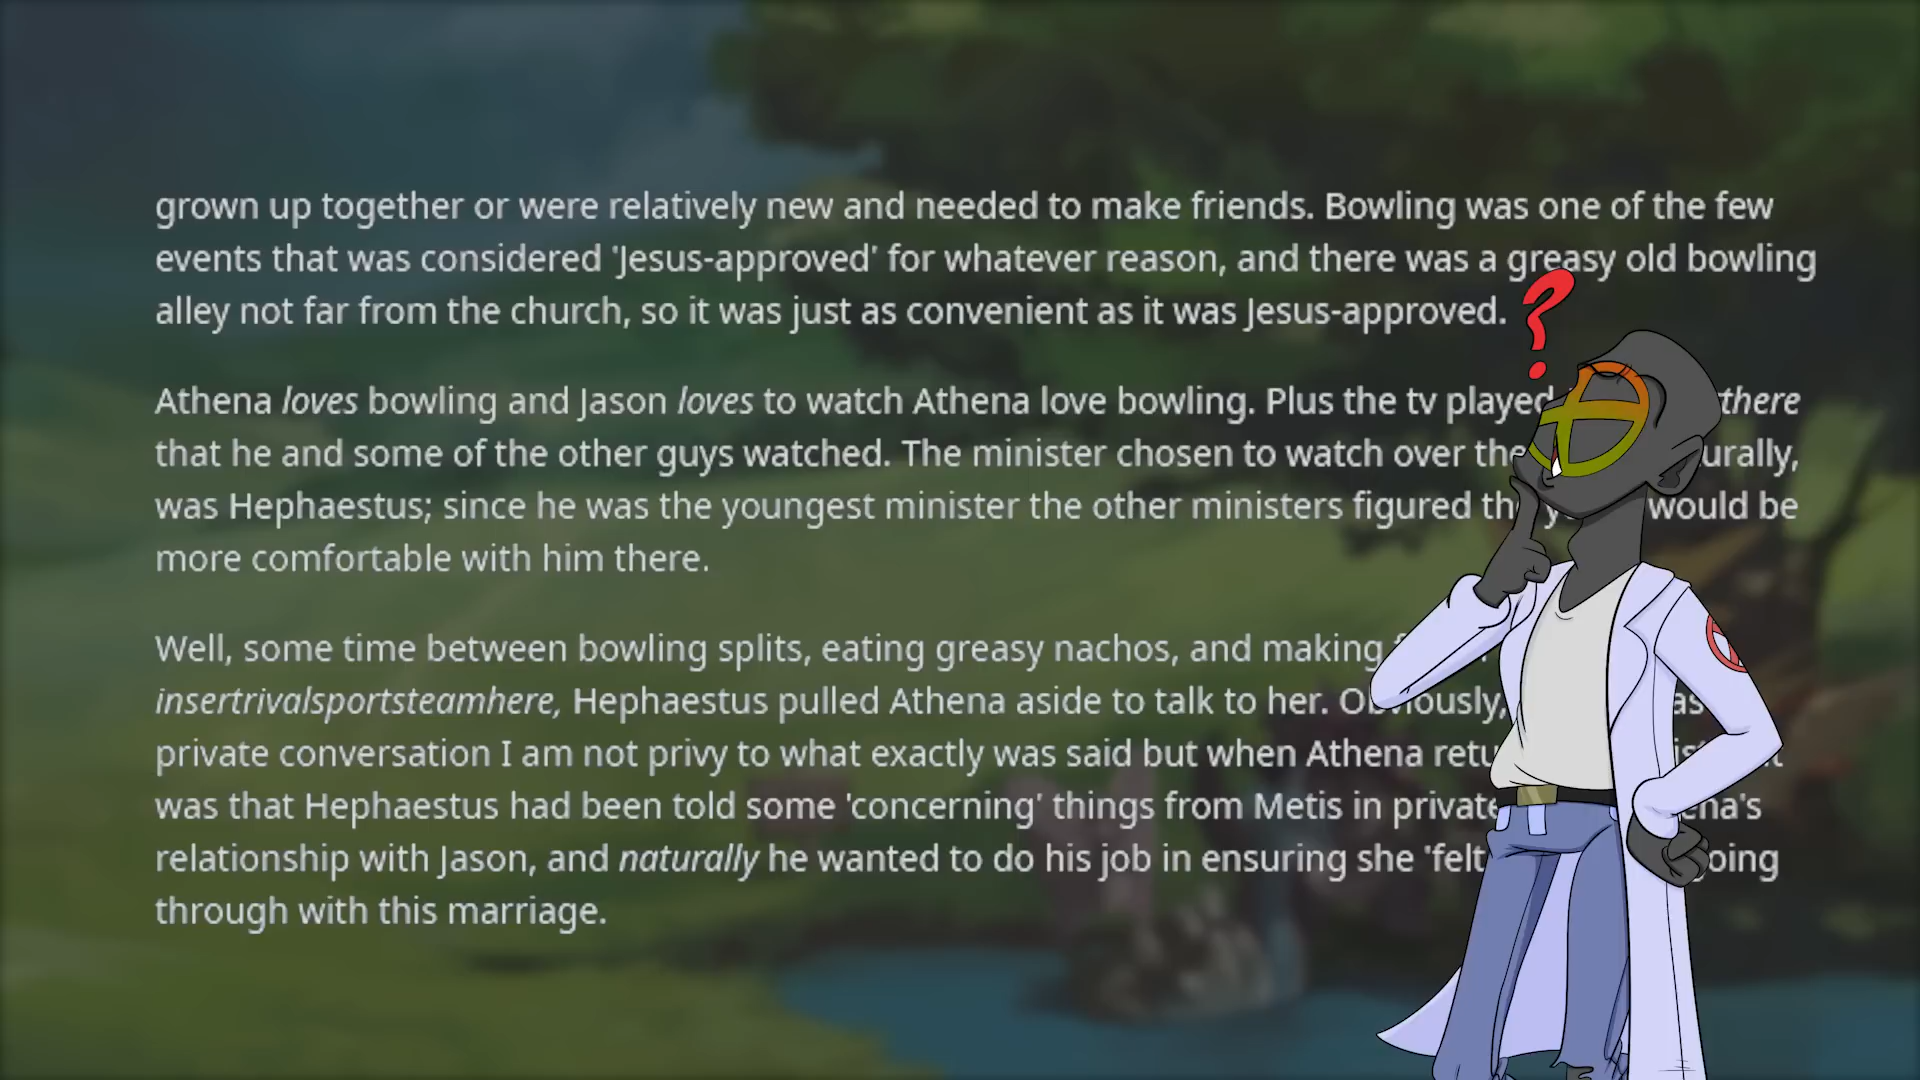 grown up together or were relatively new and needed to make friends. Bowling was one of the few
events that was considered 'Jesus-approved' for whatever reason, and there was a greasy old bowling
alley not far from the church, so it was just as convenient as it was Jesus-approved.
Athena loves bowling and Jason loves to watch Athena love bowling. Plus the tv played
that he and some of the other guys watched. The minister chosen to watch over
was Hephaestus; since he was the youngest minister the other ministers figured would be
more comfortable with him there.
Well, some time between bowling splits, eating greasy nachos, and making
insertrivalsportsteamhere, Hephaestus pulled Athena aside to talk to her. Obviously, as
private conversation I am not privy to what exactly was said but when Athena
was that Hephaestus had been told some 'concerning' things from Metis in private
relationship with Jason, and naturally he wanted to do his job in ensuring she 'felt
through with this marriage.
?